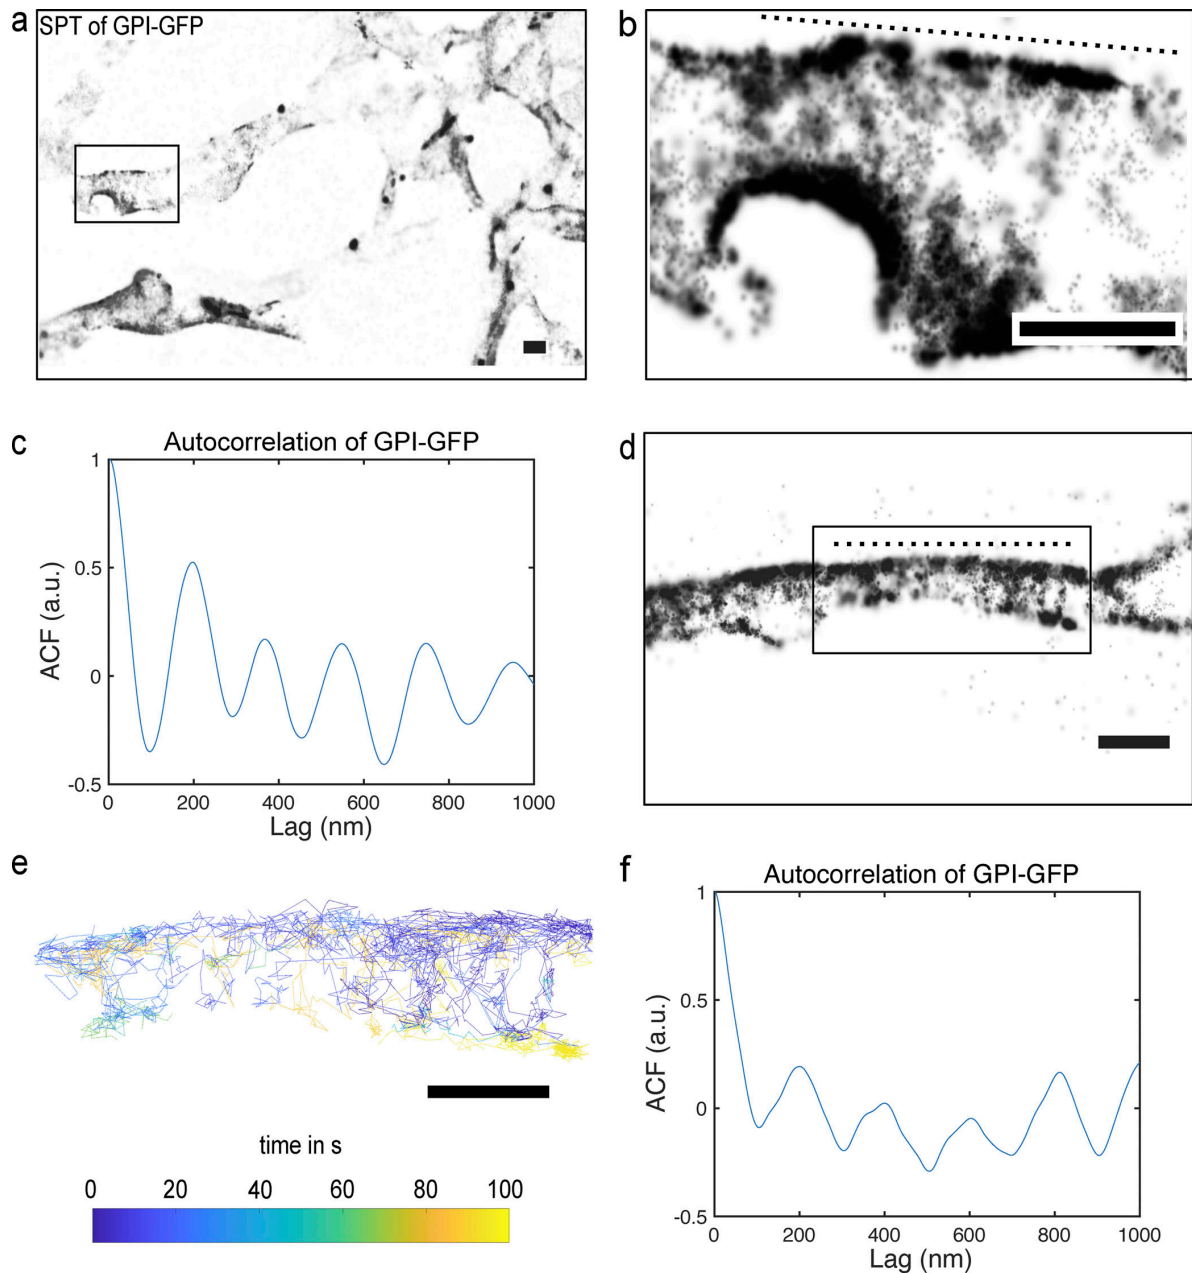 a
SPT of GPI-GFP
b
c
Autocorrelation of GPI-GFP
1
0.5
0
-0.5
ACF (a.u.)
0 200 400 600 800 1000
Lag (nm)
d
e
time in s
0 20 40 60 80 100
f
Autocorrelation of GPI-GFP
1
0.5
0
-0.5
ACF (a.u.)
0 200 400 600 800 1000
Lag (nm)